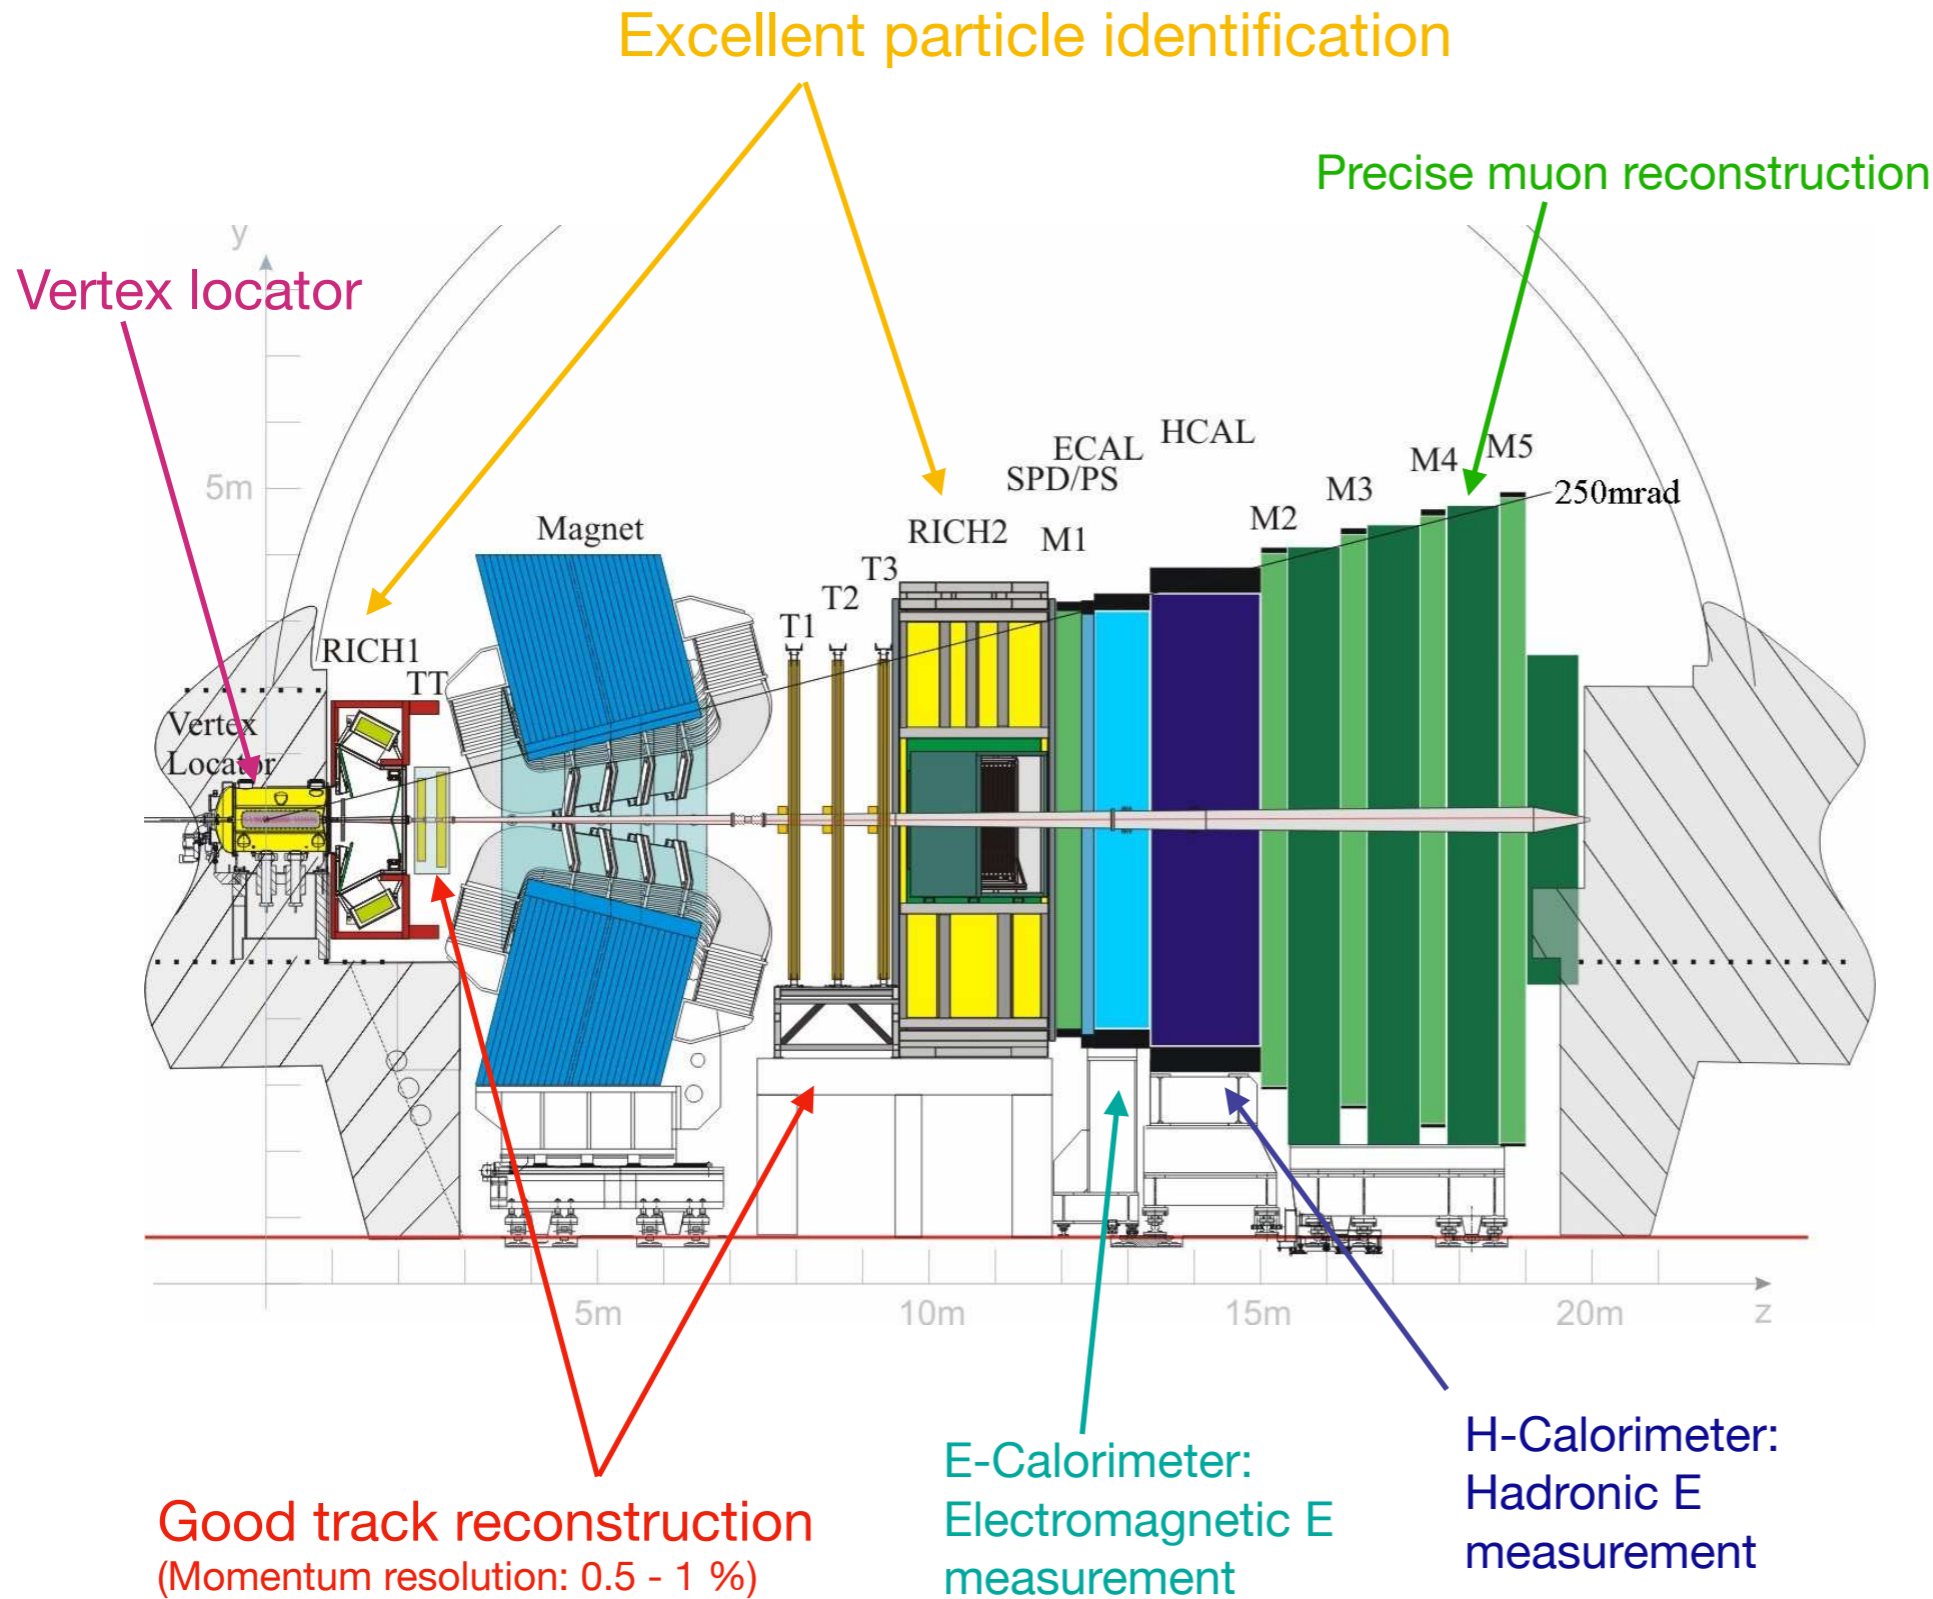 Excellent particle identification
Precise muon reconstruction
y
Vertex locator
HCAL
ECAL
M5
M4
SPD/PS
5m
M3
250mrad
Magnet
RICH2
M1
M2
T3
T2
T1
RICH1
TT
Vertex
Locator
5m
10m
15m
20m
z
E-Calorimeter:
Electromagnetic E
measurement
H-Calorimeter:
Hadronic E
measurement
Good track reconstruction
(Momentum resolution: 0.5 - 1 %)